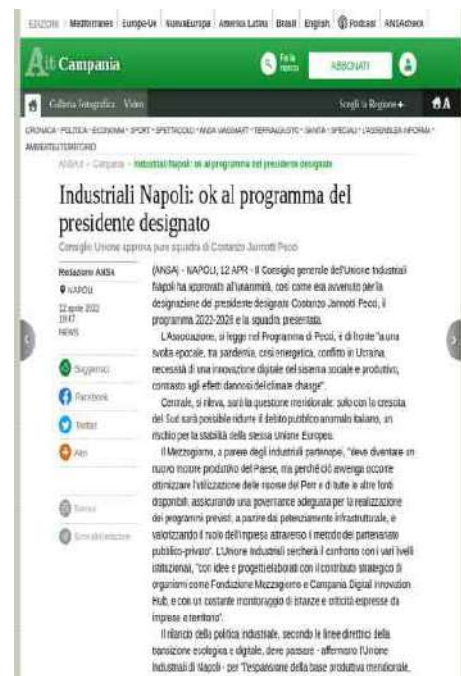 EDIZIONI Mediterraneo Europa-Ue NuovaEuropa America Latina Brasil English Podcast ANSAcheck
A.it Campania
Fai la
ricerca
ABBONATI
Galleria Fotografica Video
Scegli la Regione +
CRONACA • POLITICA • ECONOMIA • SPORT • SPETTACOLO • ANSA VIAGGIART • TERRA&GUSTO • SANITÀ • SPECIALI • L'ASSEMBLEA INFORMA •
AMBIENTE&TERRITORIO
ANSA.it › Campania › Industriali Napoli: ok al programma del presidente designato
Industriali Napoli: ok al programma del
presidente designato
Consiglio Unione approva pure squadra di Costanzo Jannotti Pecci
Redazione ANSA
NAPOLI
12 aprile 2022
NEWS
Suggerisci
Facebook
Twitter
Altri
Stampa
Scrivi alla redazione
(ANSA) - NAPOLI, 12 APR - Il Consiglio generale dell'Unione Industriali
Napoli ha approvato all'unanimità, così come era avvenuto per la
designazione del presidente designato Costanzo Jannotti Pecci, il
programma 2022-2026 e la squadra presentata.
L'Associazione, si legge nel Programma di Pecci, è di fronte "a una
svolta epocale, tra pandemia, crisi energetica, conflitto in Ucraina,
necessità di una innovazione digitale del sistema sociale e produttivo,
contrasto agli effetti dannosi del climate change".
Centrale, si rileva, sarà la questione meridionale: solo con la crescita
del Sud sarà possibile ridurre il debito pubblico anomalo italiano, un
rischio per la stabilità della stessa Unione Europea.
Il Mezzogiorno, a parere degli industriali partenopei, "deve diventare un
nuovo motore produttivo del Paese, ma perché ciò avvenga occorre
ottimizzare l'utilizzazione delle risorse del Pnrr e di tutte le altre fonti
disponibili, assicurando una governance adeguata per la realizzazione
dei programmi previsti, a partire dal potenziamento infrastrutturale, e
valorizzando il ruolo dell'impresa attraverso il metodo del partenariato
pubblico-privato". L'Unione Industriali cercherà il confronto con i vari livelli
istituzionali, "con idee e progetti elaborati con il contributo strategico di
organismi come Fondazione Mezzogiorno e Campania Digital Innovation
Hub, e con un costante monitoraggio di istanze e criticità espresse da
imprese e territorio".
Il rilancio della politica industriale, secondo le linee direttrici della
transizione ecologica e digitale, deve passare - affermano l'Unione
Industriali di Napoli - per "l'espansione della base produttiva meridionale,